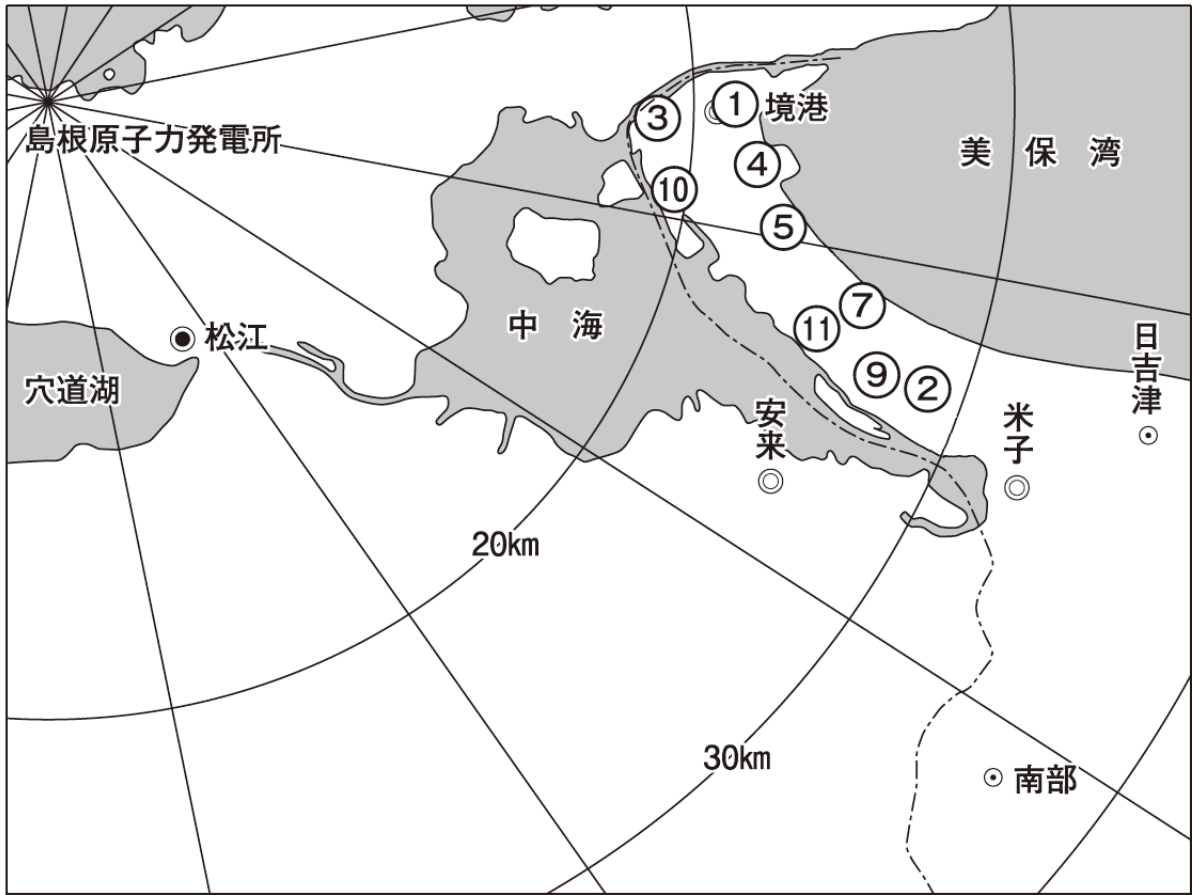 島根原子力発電所
③
①
境港
④
美保湾
⑩
⑤
中海
⑦
⑪
松江
穴道湖
⑨
②
日吉津
安来
米子
20km
30km
南部